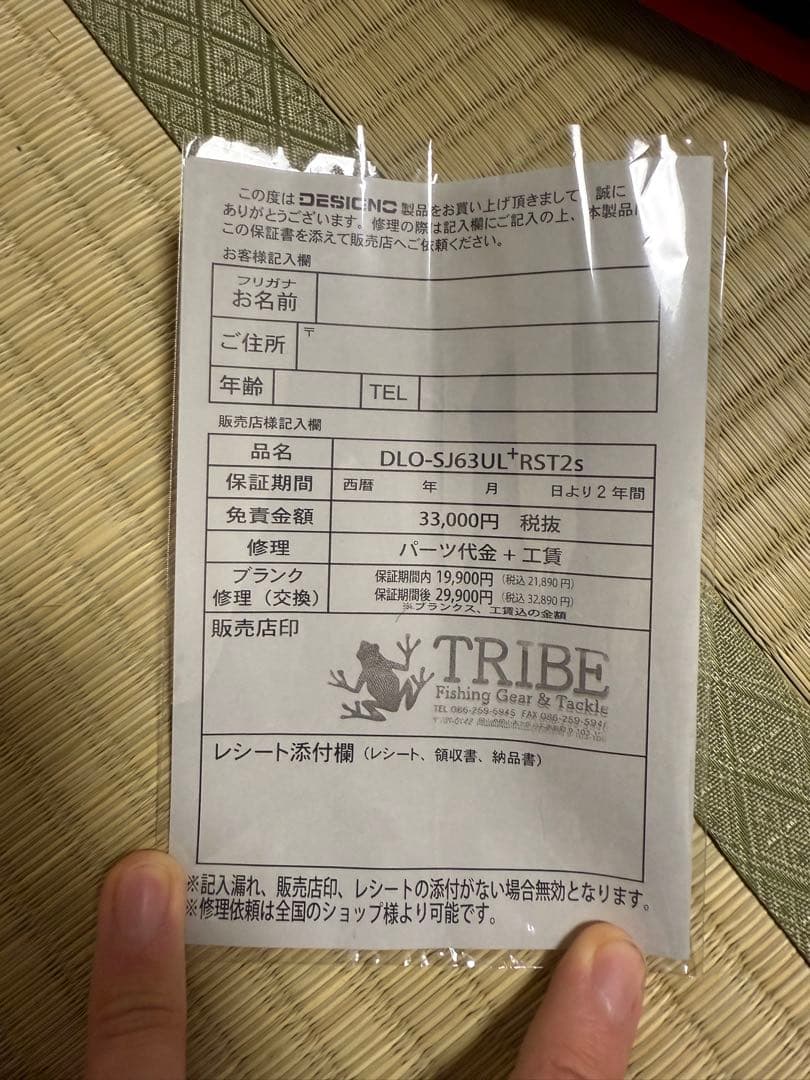 この度はDESIGNO製品をお買い上げ頂きまして、誠に
ありがとうございます。修理の際は記入欄にご記入の上、本製品に
この保証書を添えて販売店へご依頼ください。
お客様記入欄
フリガナ
お名前
ご住所 〒
年齢 TEL
販売店様記入欄
品名 DLO-SJ63UL+RST2s
保証期間 西暦 年 月 日より2年間
免責金額 33,000円 税抜
修理 パーツ代金+工賃
ブランク
修理(交換)
保証期間内 19,900円(税込21,890円)
保証期間後 29,900円(税込32,890円)
※ブランクス、工賃込の金額
販売店印
TRIBE
Fishing Gear & Tackle
TEL 086-259-5945 FAX 086-259-5941
レシート添付欄(レシート、領収書、納品書)
※記入漏れ、販売店印、レシートの添付がない場合無効となります。
※修理依頼は全国のショップ様より可能です。